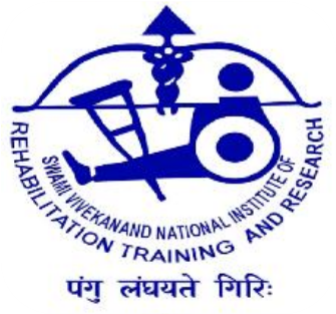 SWAMI VIVEKANAND NATIONAL INSTITUTE OF
REHABILITATION TRAINING AND RESEARCH
पंगु लंघयते गिरिः